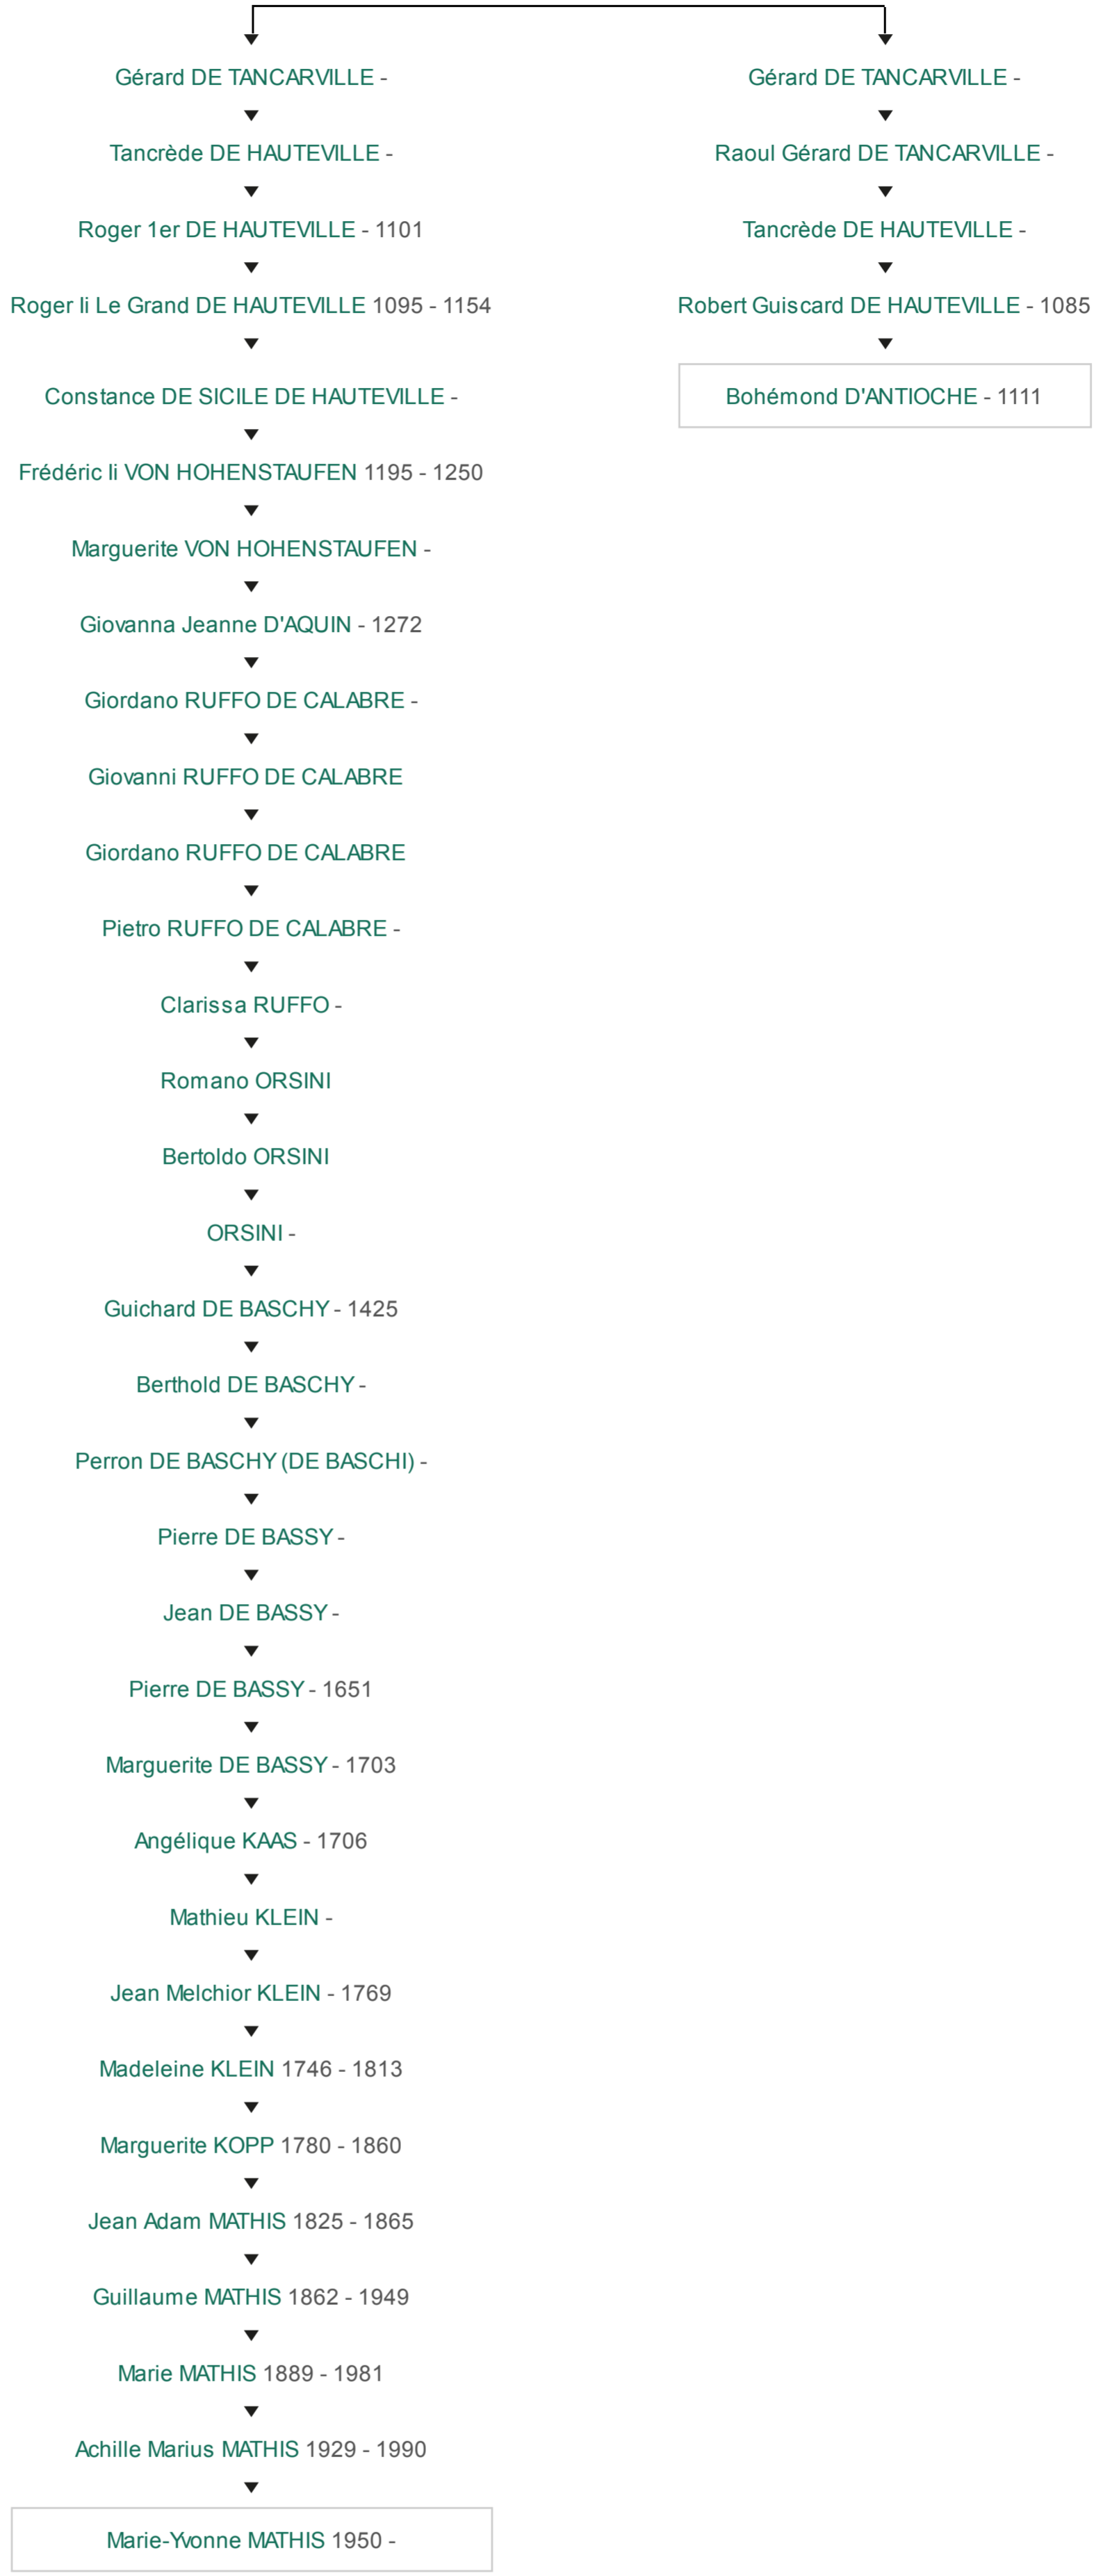 Gérard DE TANCARVILLE -
Tancrède DE HAUTEVILLE -
Roger 1er DE HAUTEVILLE - 1101
Roger Ii Le Grand DE HAUTEVILLE 1095 - 1154
Constance DE SICILE DE HAUTEVILLE -
Frédéric Ii VON HOHENSTAUFEN 1195 - 1250
Marguerite VON HOHENSTAUFEN -
Giovanna Jeanne D'AQUIN - 1272
Giordano RUFFO DE CALABRE -
Giovanni RUFFO DE CALABRE
Giordano RUFFO DE CALABRE
Pietro RUFFO DE CALABRE -
Clarissa RUFFO -
Romano ORSINI
Bertoldo ORSINI
ORSINI -
Guichard DE BASCHY - 1425
Berthold DE BASCHY -
Perron DE BASCHY (DE BASCHI) -
Pierre DE BASSY -
Jean DE BASSY -
Pierre DE BASSY - 1651
Marguerite DE BASSY - 1703
Angélique KAAS - 1706
Mathieu KLEIN -
Jean Melchior KLEIN - 1769
Madeleine KLEIN 1746 - 1813
Marguerite KOPP 1780 - 1860
Jean Adam MATHIS 1825 - 1865
Guillaume MATHIS 1862 - 1949
Marie MATHIS 1889 - 1981
Achille Marius MATHIS 1929 - 1990
Marie-Yvonne MATHIS 1950 -
Gérard DE TANCARVILLE -
Raoul Gérard DE TANCARVILLE -
Tancrède DE HAUTEVILLE -
Robert Guiscard DE HAUTEVILLE - 1085
Bohémond D'ANTIOCHE - 1111